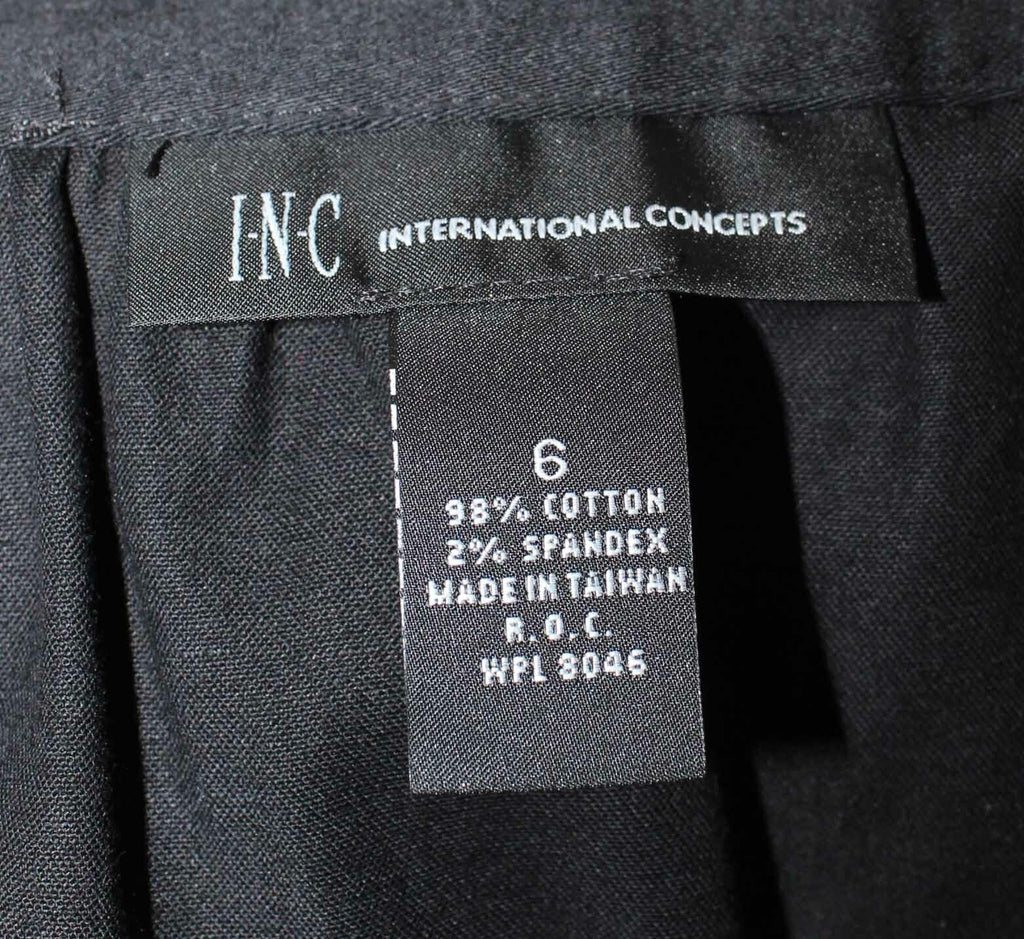 I·N·C INTERNATIONAL CONCEPTS
6
98% COTTON
2% SPANDEX
MADE IN TAIWAN
R.O.C.
WPL 8046